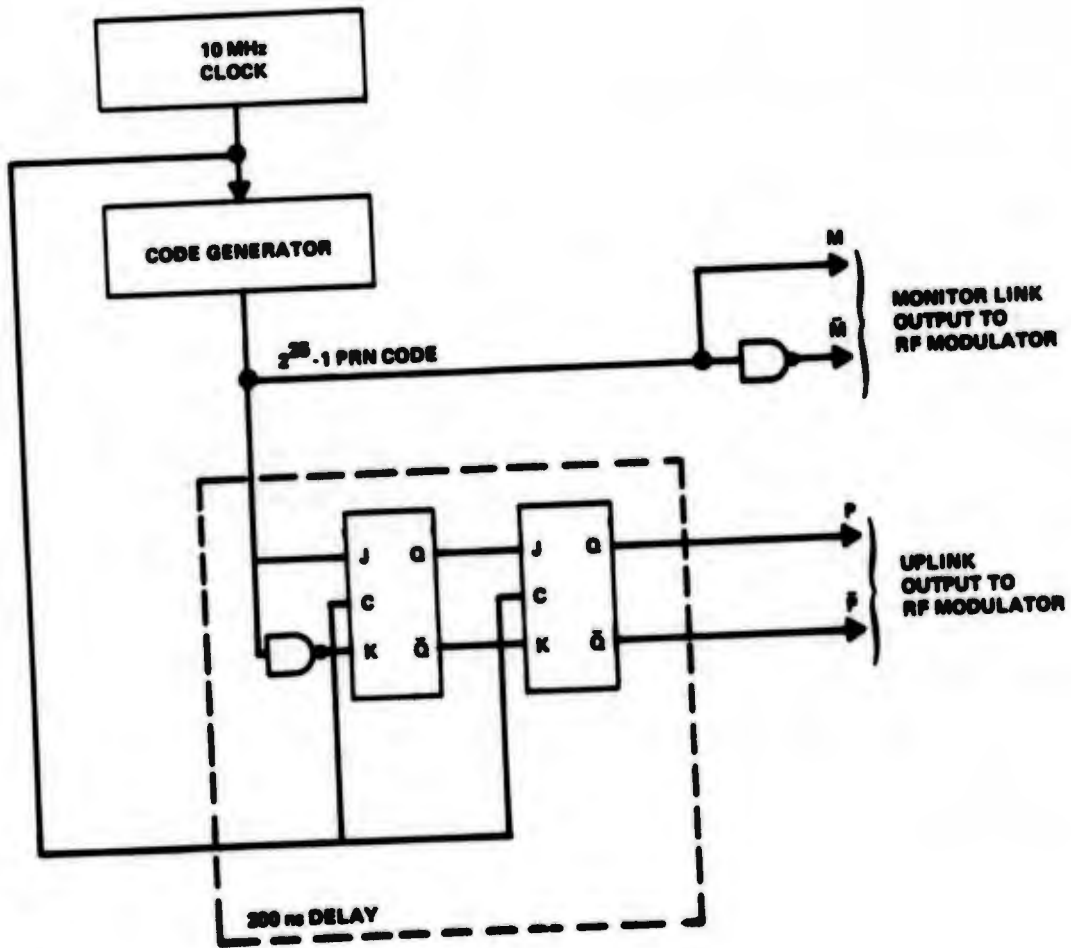 10 MHz
CLOCK
CODE GENERATOR
M
M̄
MONITOR LINK
OUTPUT TO
RF MODULATOR
2²⁵-1 PRN CODE
J Q
C
K Q̄
J Q
C
K Q̄
P
P̄
UPLINK
OUTPUT TO
RF MODULATOR
200 ns DELAY